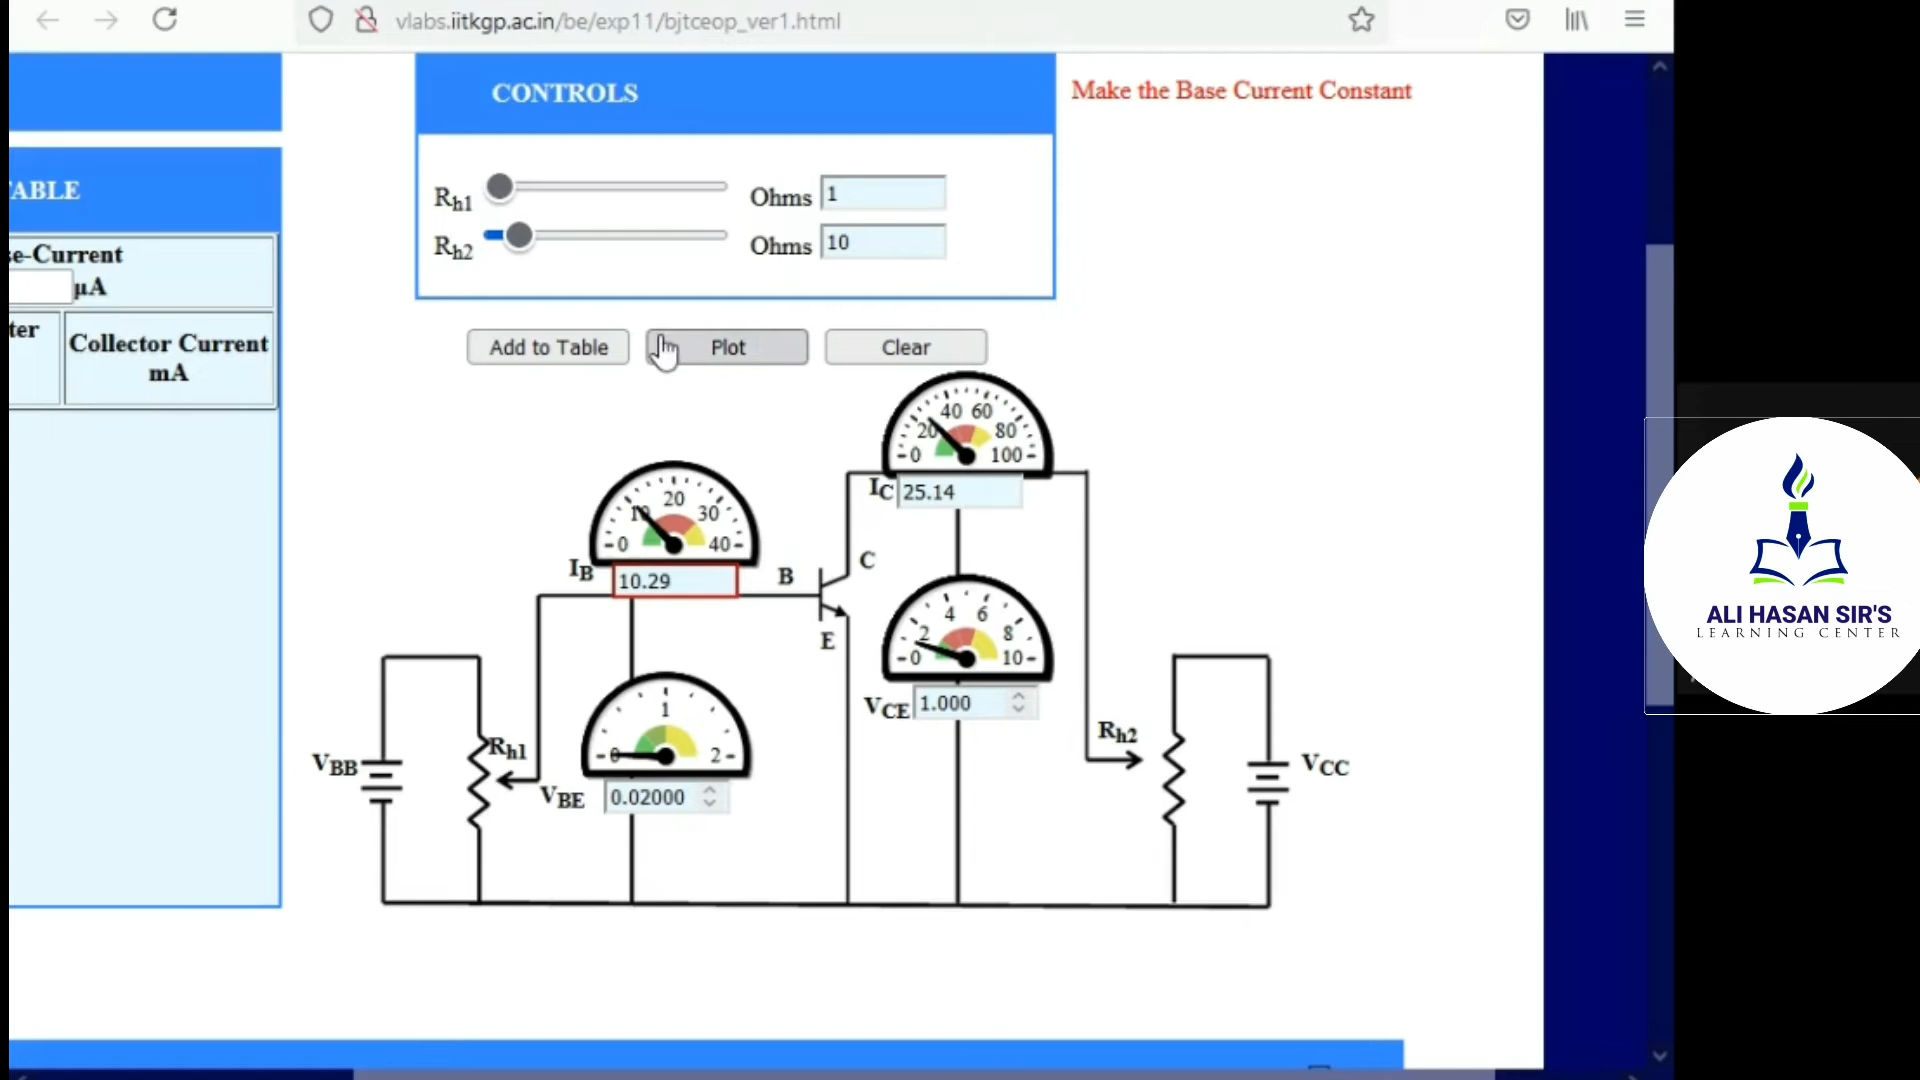 vlabs.iitkgp.ac.in/be/exp11/bjtceop_ver1.html
CONTROLS
Make the Base Current Constant
TABLE
Rh1
Ohms
1
Rh2
Ohms
10
se-Current
µA
ter
Collector Current
mA
Add to Table
Plot
Clear
0 20 40 60 80 100
IC
25.14
0 10 20 30 40
IB
10.29
B
C
E
0 2 4 6 8 10
VCE
1.000
0 1 2
VBE
0.02000
VBB
Rh1
Rh2
VCC
ALI HASAN SIR'S
LEARNING CENTER